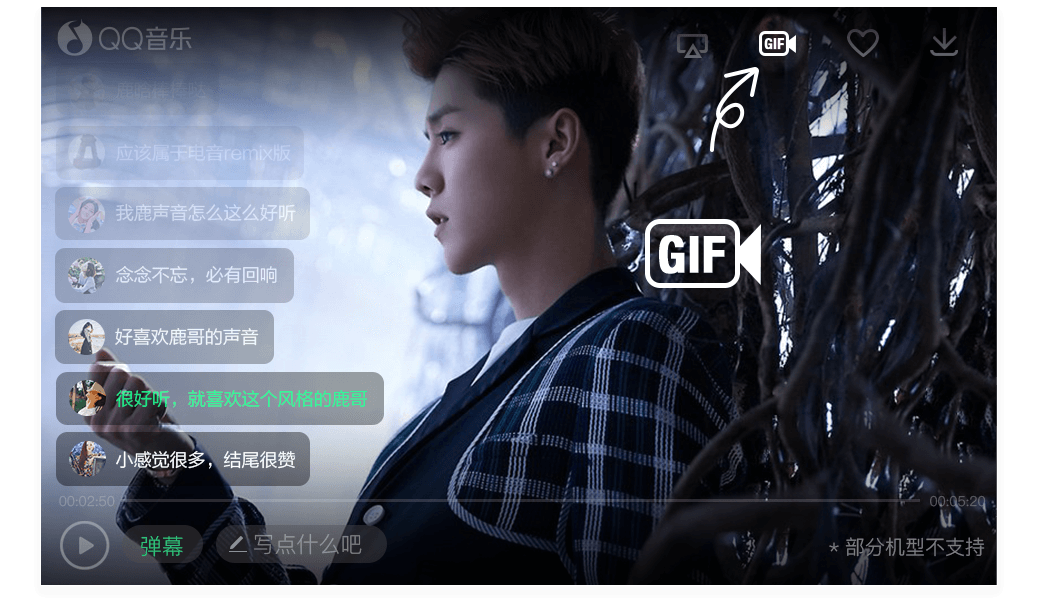 QQ音乐
GIF
应该属于电音remix版
我鹿声音怎么这么好听
GIF
念念不忘，必有回响
好喜欢鹿哥的声音
很好听，就喜欢这个风格的鹿哥
小感觉很多，结尾很赞
00:02:50
00:05:20
弹幕
写点什么吧
* 部分机型不支持